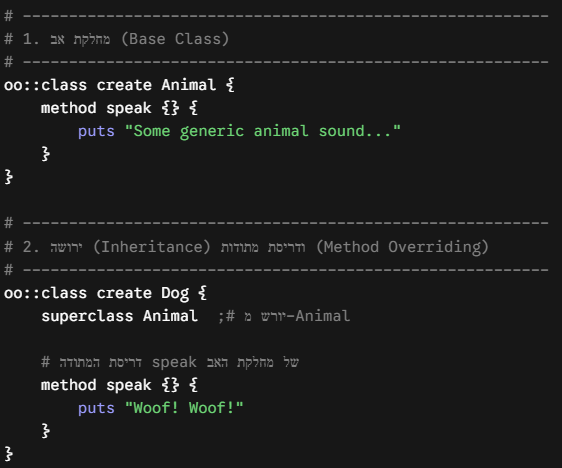 # ---------------------------------------------------------
# 1. מחלקת אב (Base Class)
# ---------------------------------------------------------
oo::class create Animal {
    method speak {} {
        puts "Some generic animal sound..."
    }
}

# ---------------------------------------------------------
# 2. ירושה (Inheritance) ודריסת מתודות (Method Overriding)
# ---------------------------------------------------------
oo::class create Dog {
    superclass Animal  ;# יורש מ-Animal

    # דריסת המתודה speak של מחלקת האב
    method speak {} {
        puts "Woof! Woof!"
    }
}